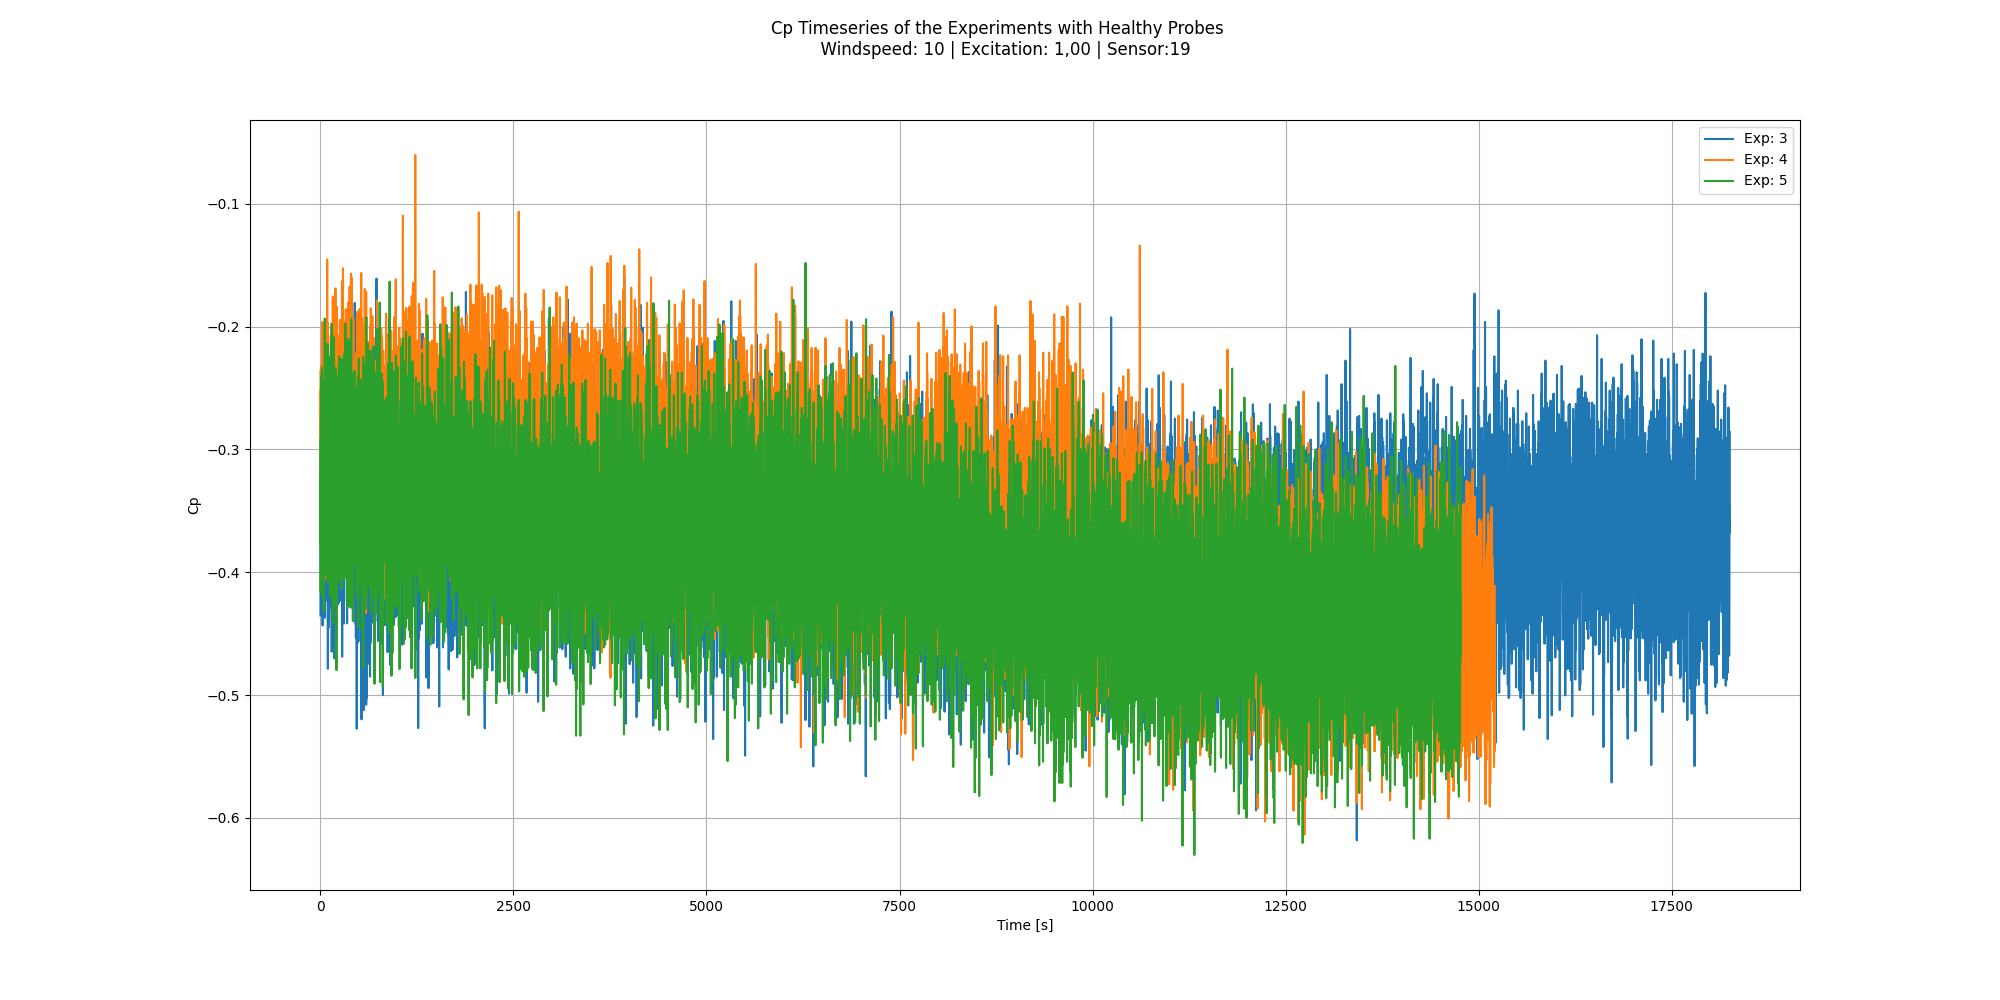 Cp Timeseries of the Experiments with Healthy Probes
Windspeed: 10 | Excitation: 1,00 | Sensor:19
Exp: 3
Exp: 4
Exp: 5
−0.1
−0.2
−0.3
−0.4
−0.5
−0.6
Cp
0
2500
5000
7500
10000
12500
15000
17500
Time [s]